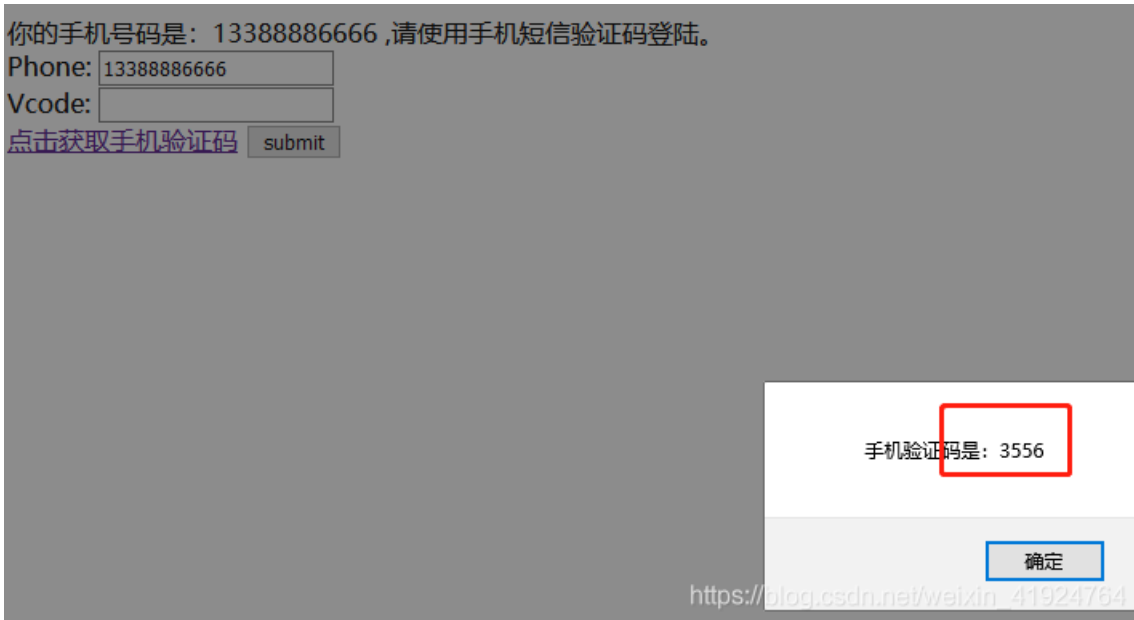 你的手机号码是：13388886666 ,请使用手机短信验证码登陆。
Phone: 13388886666
Vcode:
点击获取手机验证码 submit
手机验证码是: 3556
确定
https://blog.csdn.net/weixin_41924764